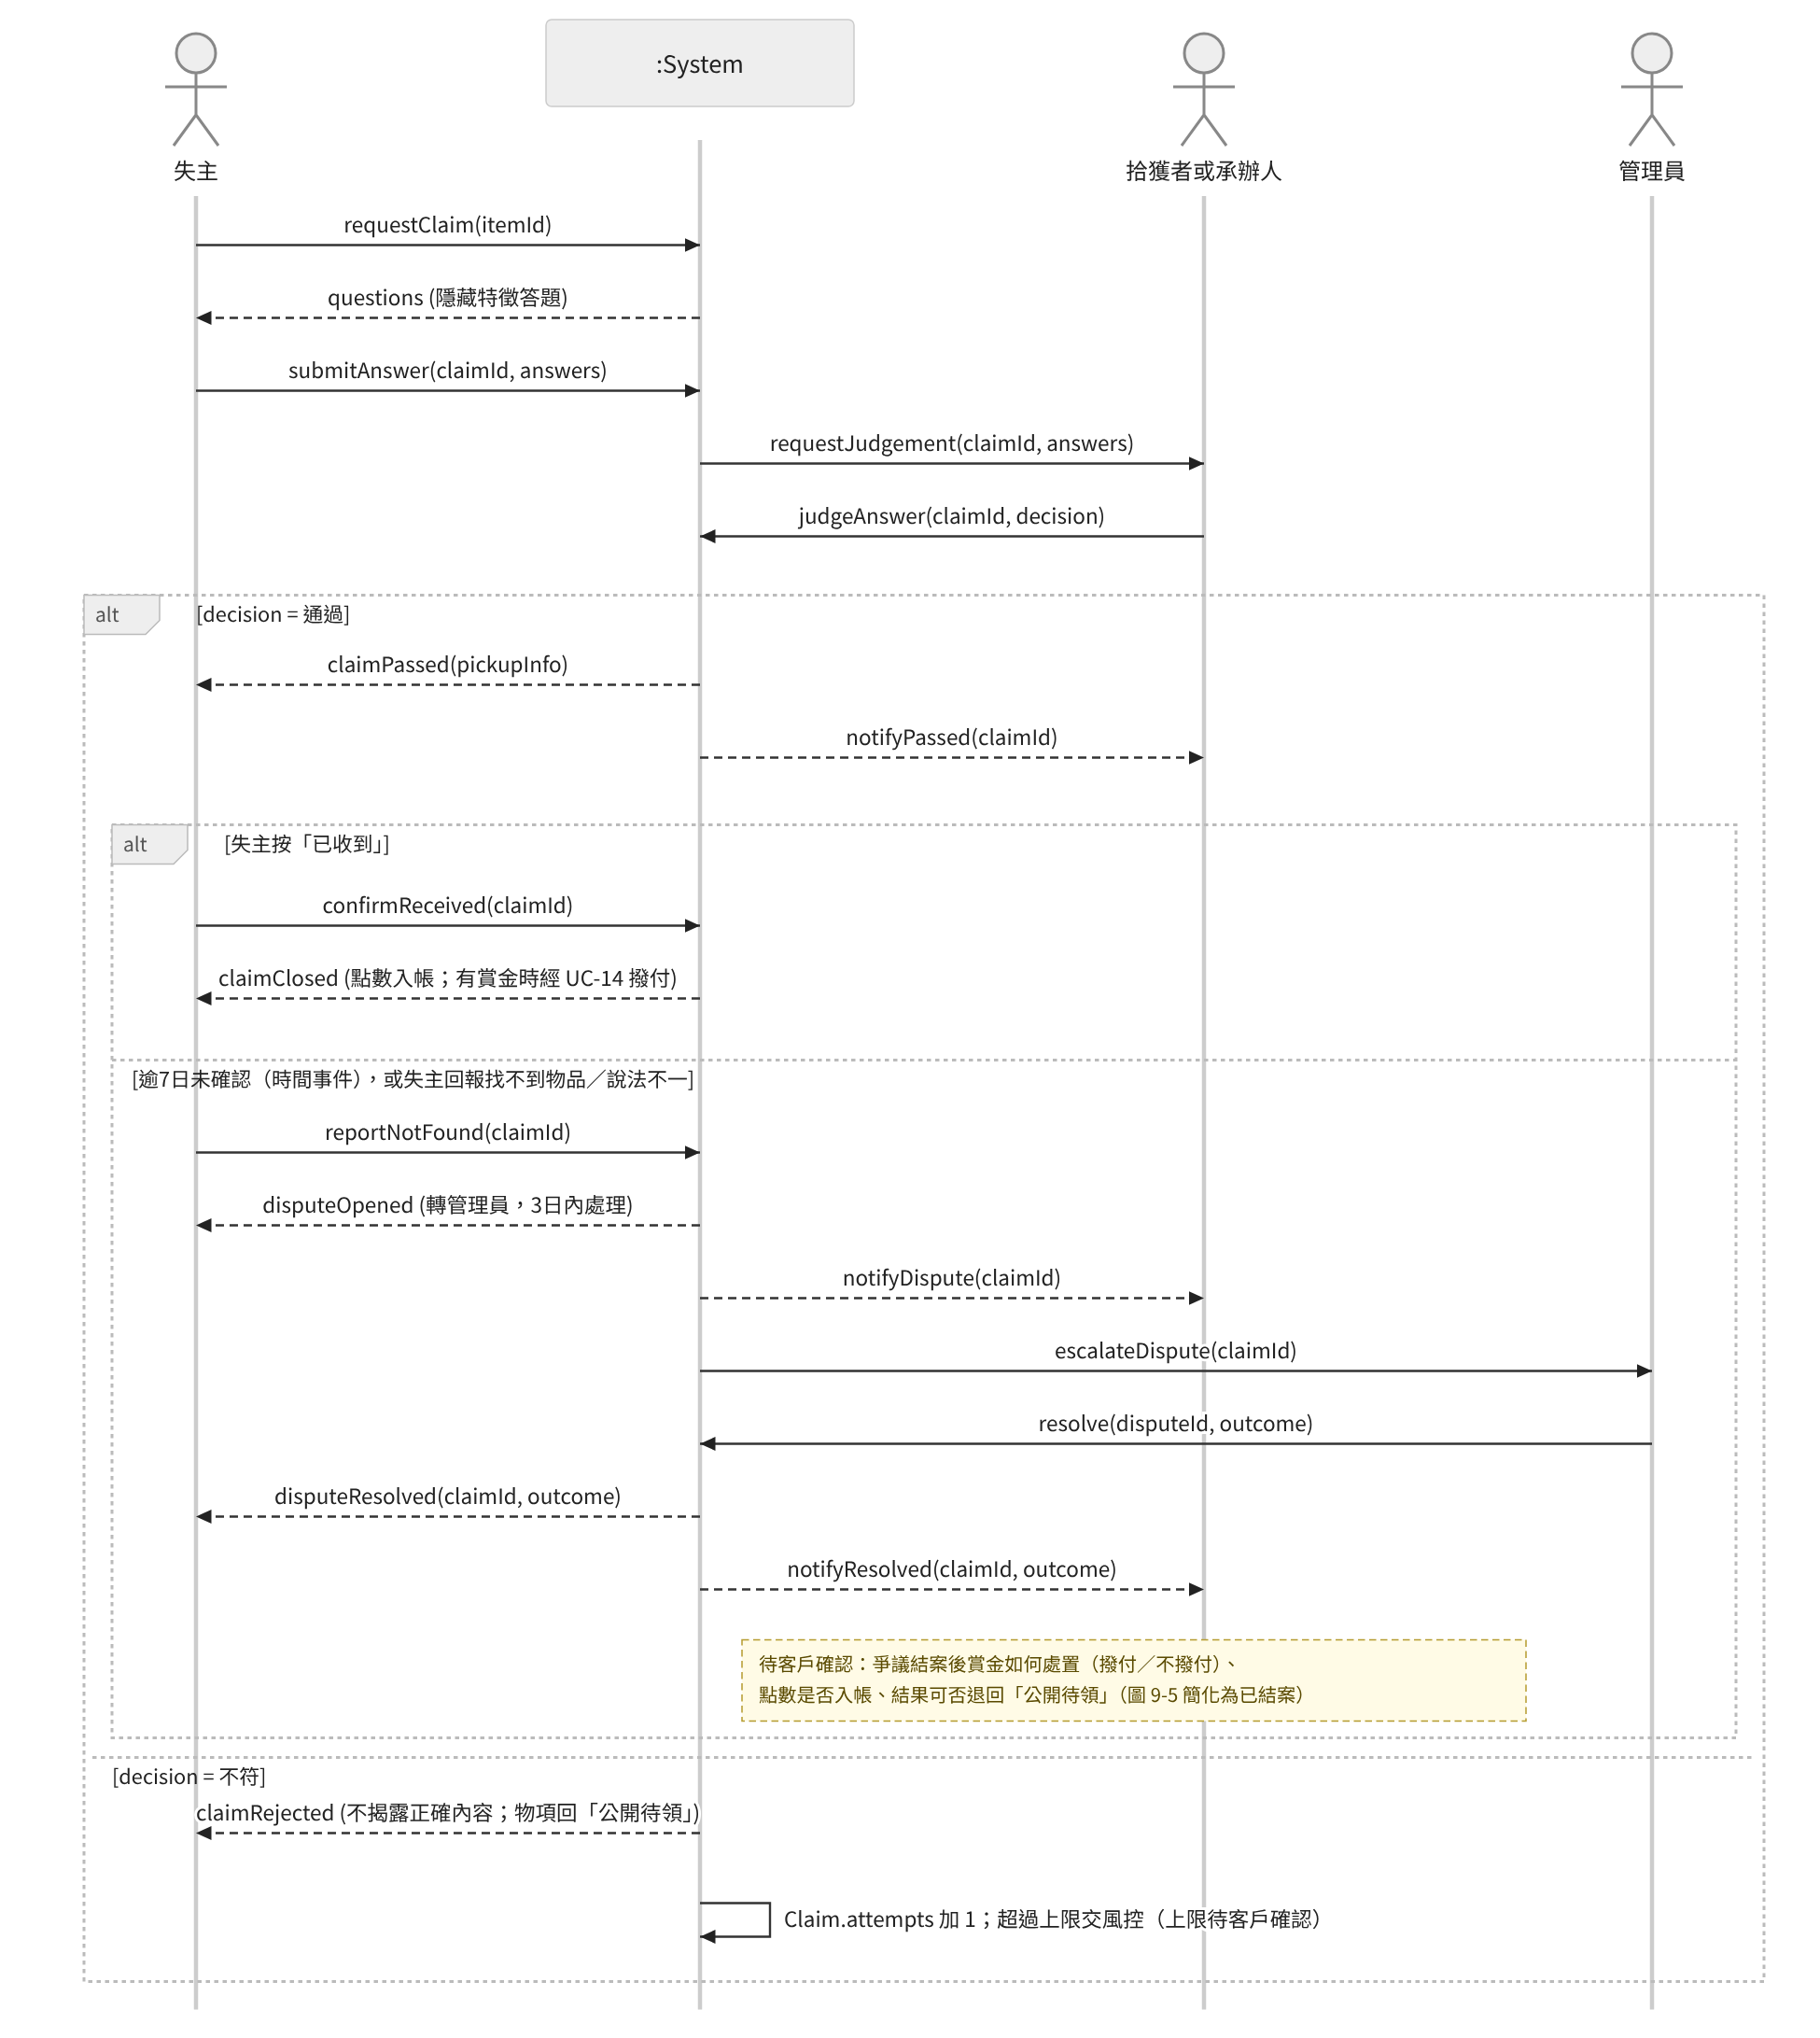 :System
失主
拾獲者或承辦人
管理員
requestClaim(itemId)
questions (隱藏特徵答題)
submitAnswer(claimId, answers)
requestJudgement(claimId, answers)
judgeAnswer(claimId, decision)
alt
[decision = 通過]
claimPassed(pickupInfo)
notifyPassed(claimId)
alt
[失主按「已收到」]
confirmReceived(claimId)
claimClosed (點數入帳；有賞金時經 UC-14 撥付)
[逾7日未確認（時間事件），或失主回報找不到物品／說法不一]
reportNotFound(claimId)
disputeOpened (轉管理員，3日內處理)
notifyDispute(claimId)
escalateDispute(claimId)
resolve(disputeId, outcome)
disputeResolved(claimId, outcome)
notifyResolved(claimId, outcome)
待客戶確認：爭議結案後賞金如何處置（撥付／不撥付）、
點數是否入帳、結果可否退回「公開待領」（圖 9-5 簡化為已結案）
[decision = 不符]
claimRejected (不揭露正確內容；物項回「公開待領」)
Claim.attempts 加 1；超過上限交風控（上限待客戶確認）